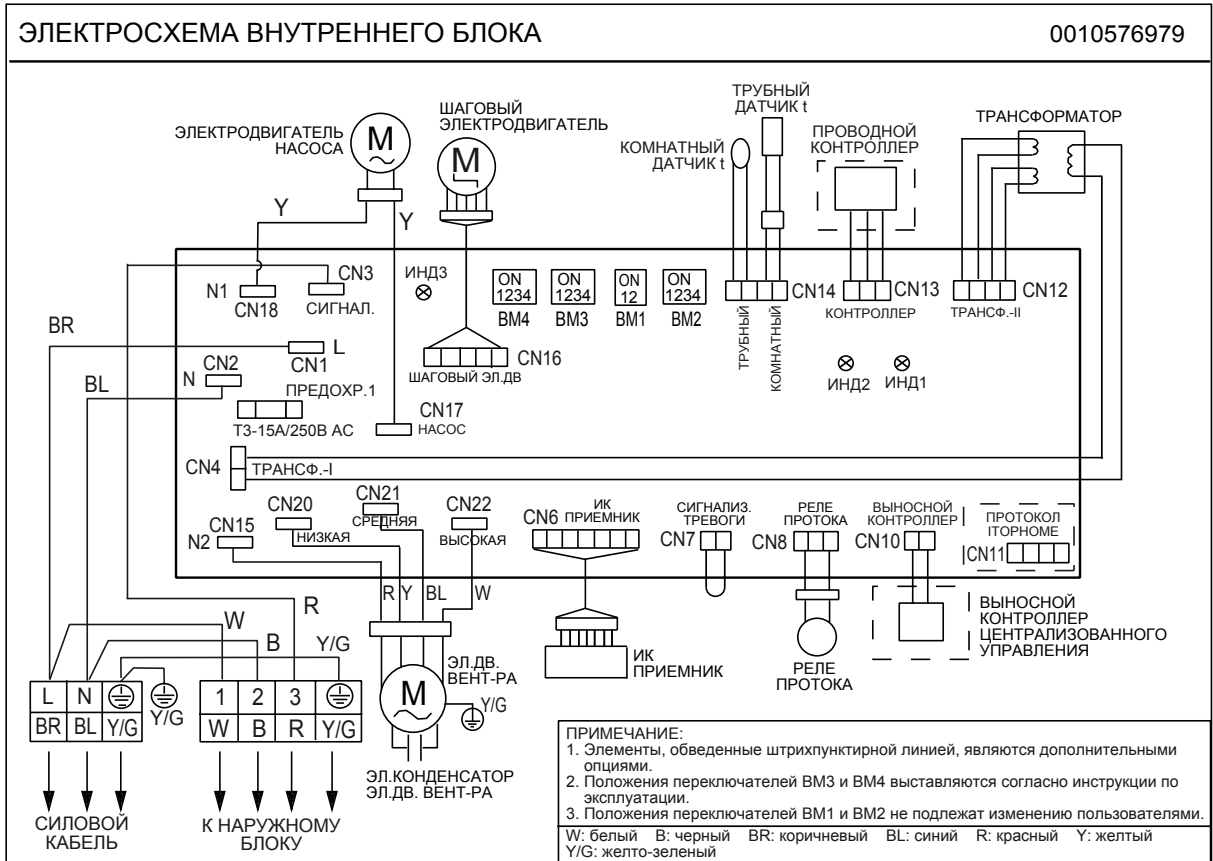 ЭЛЕКТРОСХЕМА ВНУТРЕННЕГО БЛОКА
0010576979
ЭЛЕКТРОДВИГАТЕЛЬ
НАСОСА
M
ШАГОВЫЙ
ЭЛЕКТРОДВИГАТЕЛЬ
M
КОМНАТНЫЙ
ДАТЧИК t
ТРУБНЫЙ
ДАТЧИК t
ПРОВОДНОЙ
КОНТРОЛЛЕР
ТРАНСФОРМАТОР
Y
Y
N1
CN18
CN3
СИГНАЛ.
ИНД3
ON
1234
BM4
ON
1234
BM3
ON
12
BM1
ON
1234
BM2
CN14
ТРУБНЫЙ
КОМНАТНЫЙ
CN13
КОНТРОЛЛЕР
CN12
ТРАНСФ.-II
BR
L
CN1
CN16
ШАГОВЫЙ ЭЛ.ДВ
ИНД2
ИНД1
BL
N
CN2
ПРЕДОХР.1
T3-15A/250В AC
CN17
НАСОС
CN4
ТРАНСФ.-I
N2
CN15
CN20
НИЗКАЯ
CN21
СРЕДНЯЯ
CN22
ВЫСОКАЯ
CN6
ИК
ПРИЕМНИК
СИГНАЛИЗ.
ТРЕВОГИ
CN7
РЕЛЕ
ПРОТОКА
CN8
ВЫНОСНОЙ
КОНТРОЛЛЕР
CN10
ПРОТОКОЛ
ITOPHOME
CN11
R
Y
BL
W
R
W
B
Y/G
ИК
ПРИЕМНИК
РЕЛЕ
ПРОТОКА
ВЫНОСНОЙ
КОНТРОЛЛЕР
ЦЕНТРАЛИЗОВАННОГО
УПРАВЛЕНИЯ
ЭЛ.ДВ.
ВЕНТ-РА
M
Y/G
ЭЛ.КОНДЕНСАТОР
ЭЛ.ДВ. ВЕНТ-РА
L N
BR BL Y/G
Y/G
1 2 3
W B R Y/G
СИЛОВОЙ
КАБЕЛЬ
К НАРУЖНОМУ
БЛОКУ
ПРИМЕЧАНИЕ:
1. Элементы, обведенные штрихпунктирной линией, являются дополнительными
опциями.
2. Положения переключателей BM3 и BM4 выставляются согласно инструкции по
эксплуатации.
3. Положения переключателей BM1 и BM2 не подлежат изменению пользователями.
W: белый B: черный BR: коричневый BL: синий R: красный Y: желтый
Y/G: желто-зеленый